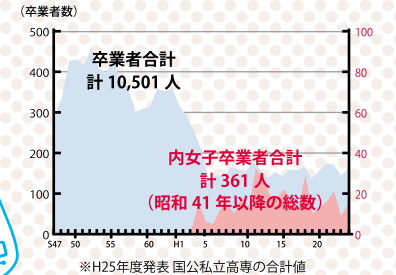 （卒業者数）
500 100
400 80
300 60
200 40
100 20
0 0
卒業者合計
計 10,501 人
内女子卒業者合計
計 361 人
（昭和 41 年以降の総数）
S47 50 55 60 H1 5 10 15 20
※H25年度発表 国公私立高専の合計値